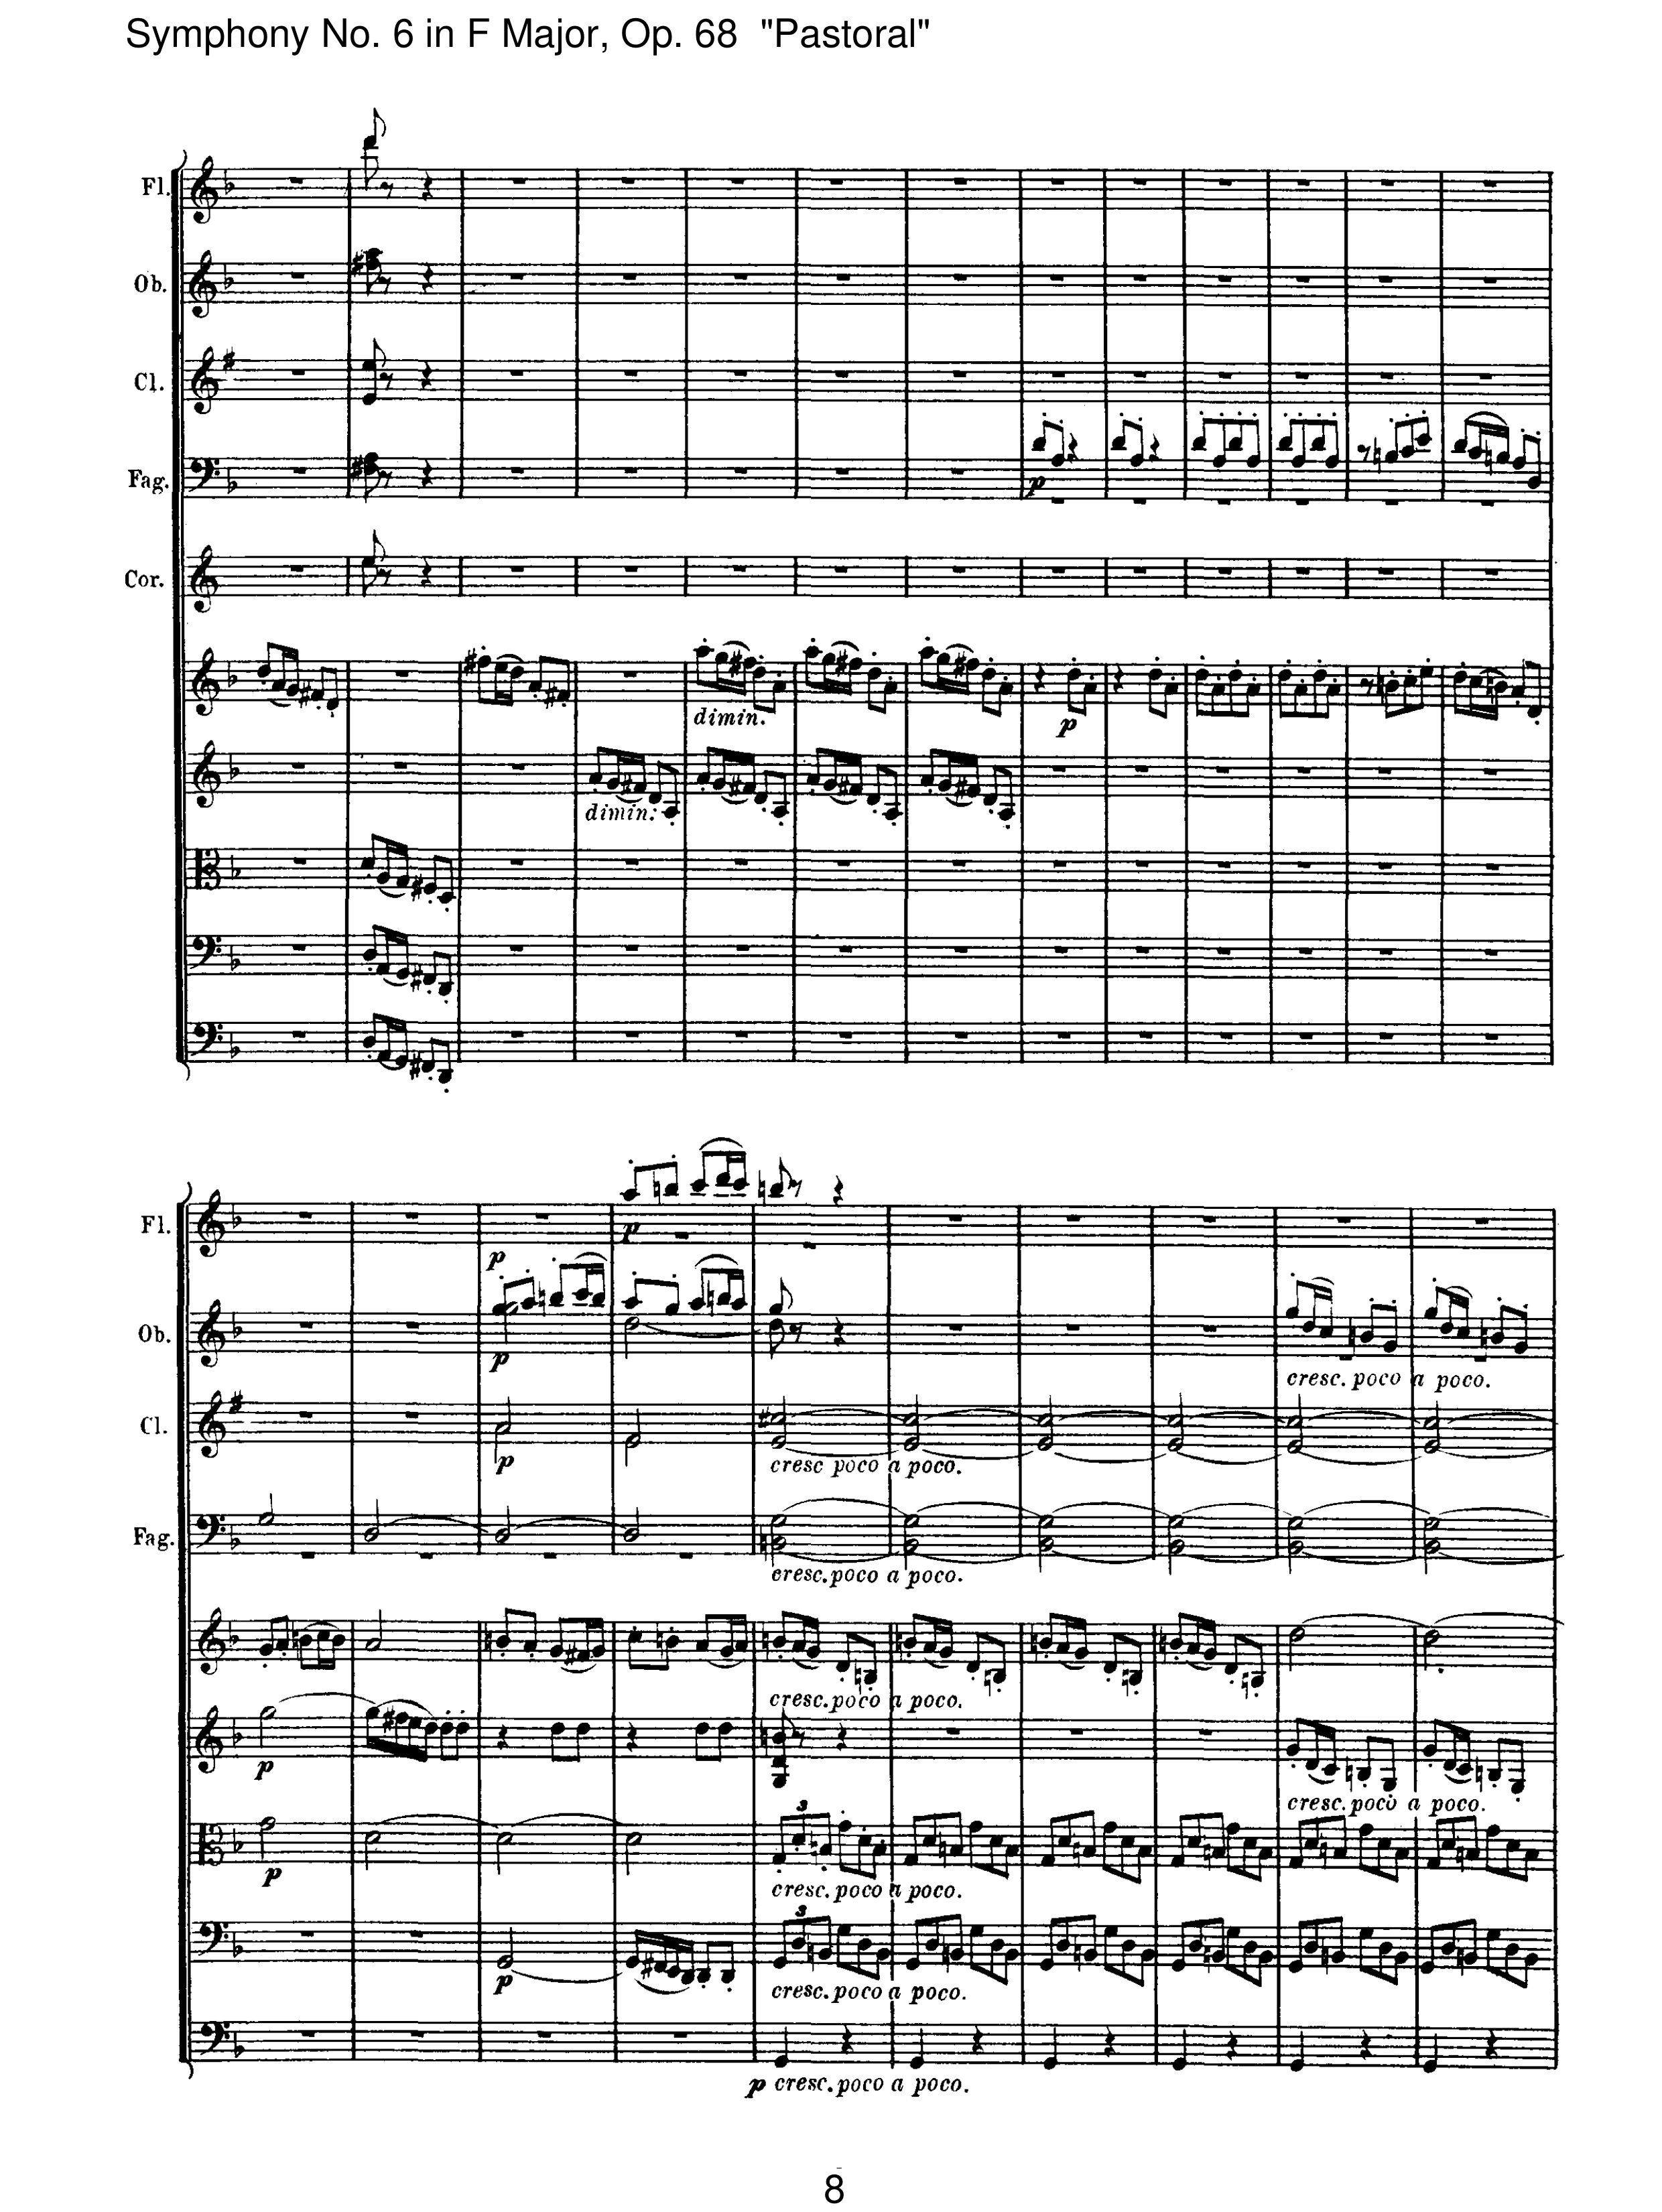 Symphony No. 6 in F Major, Op. 68 "Pastoral"
Fl.
Ob.
Cl.
Fag.
p
Cor.
dimin.
p
dimin.
Fl.
p
p
Ob.
p
cresc. poco a poco.
Cl.
p
cresc poco a poco.
Fag.
cresc. poco a poco.
cresc. poco a poco.
p
cresc. poco a poco.
p
3
cresc. poco a poco.
3
p
cresc. poco a poco.
p cresc. poco a poco.
8